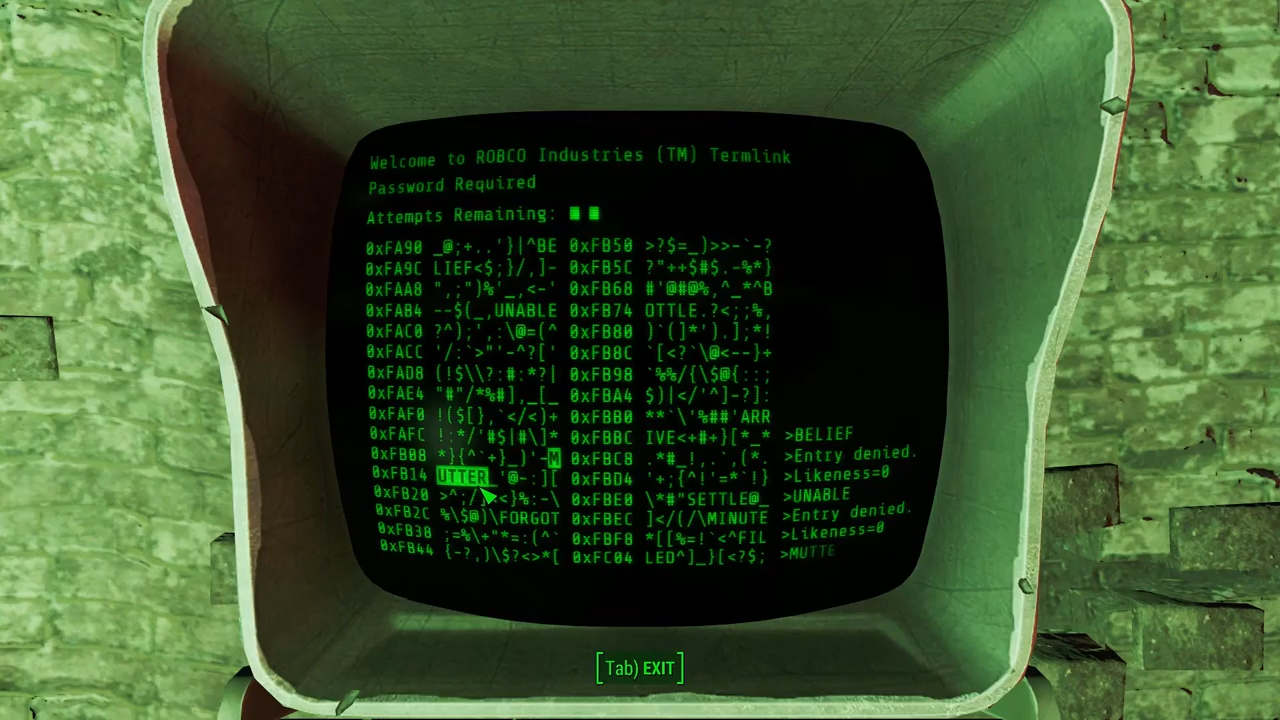 Welcome to ROBCO Industries (TM) Termlink
Password Required
Attempts Remaining:
0xFA90 _@;+..'}|^BE 0xFB50 >?$=_)>>-`-?
0xFA9C LIEF<$;}/,]- 0xFB5C ?"++$#$.-%*}
0xFAA8 ",;")%'_,<-' 0xFB68 #'@#@%,^_*^B
0xFAB4 --$(_,UNABLE 0xFB74 OTTLE.?<;;%,
0xFAC0 ?^);',:\@=(^ 0xFB80 )`(]*').];*!
0xFACC '/:`>"'-^?[' 0xFB8C `[<?`\@<--}+
0xFAD8 (!$\\?:#:*?| 0xFB98 `%%/{\$@{:;;
0xFAE4 "#"/*%#],_[_ 0xFBA4 $)|</'^]-?]:
0xFAF0 !($[},`</<)+ 0xFBB0 **`\'%##'ARR
0xFAFC !:*/'#$|#\]* 0xFBBC IVE<+#+}[*_* >BELIEF
0xFB08 *}{^`+}_)'-M 0xFBC8 .*#_!,.`,(*. >Entry denied.
0xFB14 UTTER_'@-:][ 0xFBD4 '+;{^!'=*`!} >Likeness=0
0xFB20 >^;/]<<}%:-\ 0xFBE0 \*#"SETTLE@_ >UNABLE
0xFB2C %\$@)\FORGOT 0xFBEC ]</(/\MINUTE >Entry denied.
0xFB38 ;=%\+"*=:(^` 0xFBF8 *[[%=!`<^FIL >Likeness=0
0xFB44 {-?,)\$?<>*[ 0xFC04 LED^]_}[<?$; >MUTTE
[Tab) EXIT]